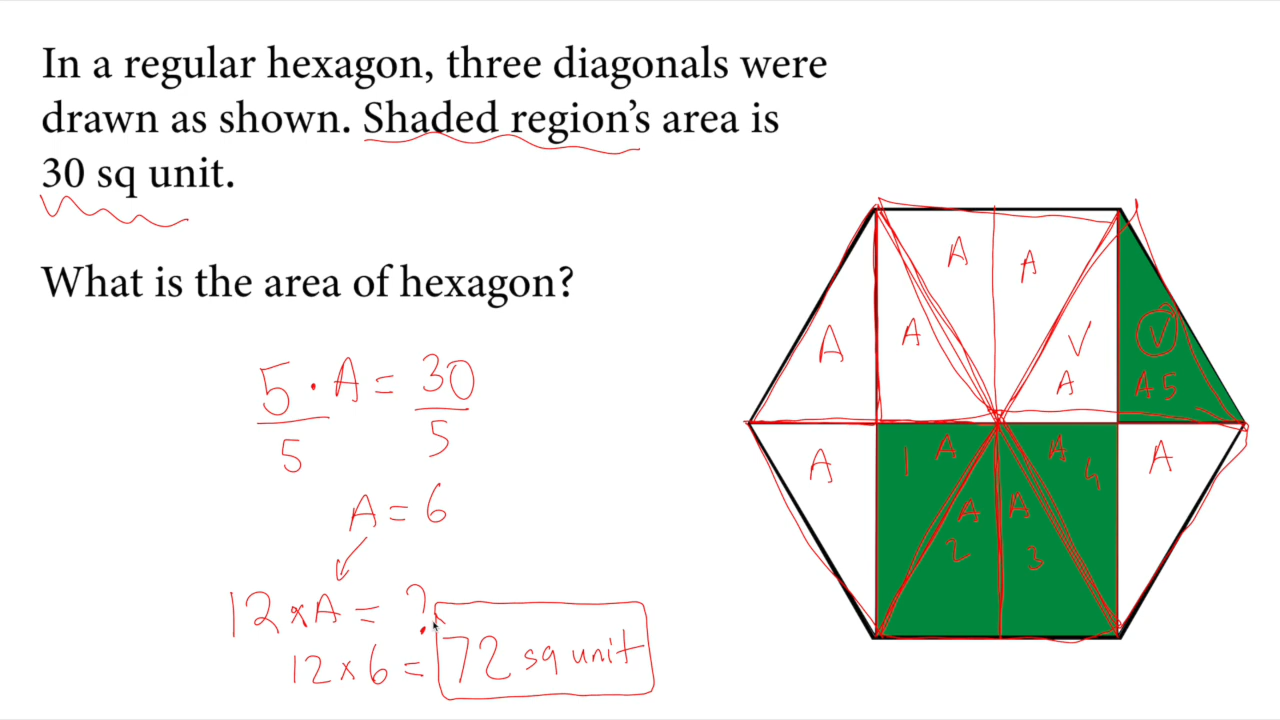 In a regular hexagon, three diagonals were
drawn as shown. Shaded region's area is
30 sq unit.
What is the area of hexagon?
5 · A = 30
5 5
A = 6
12 × A = ?
12 × 6 = 72 sq unit
A A
A A V V
A A 5
A 1 A A 4 A
A A
2 3